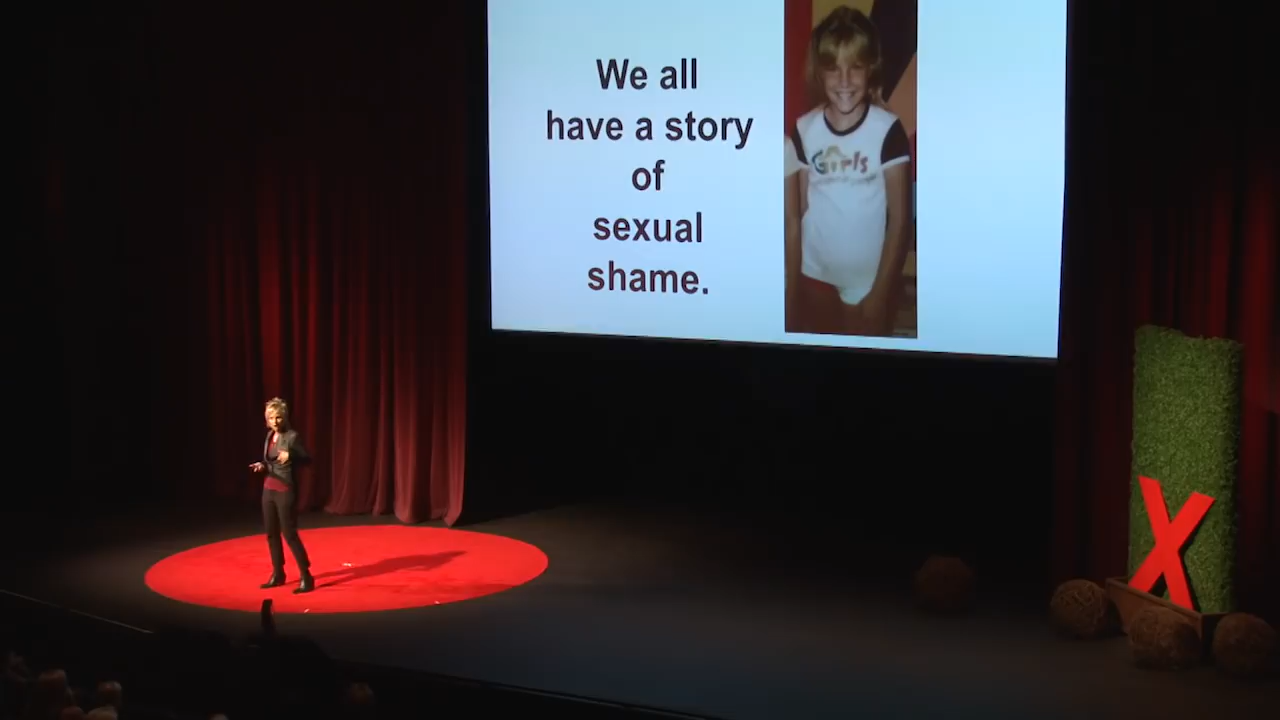 We all
have a story
of
sexual
shame.
Girls
X